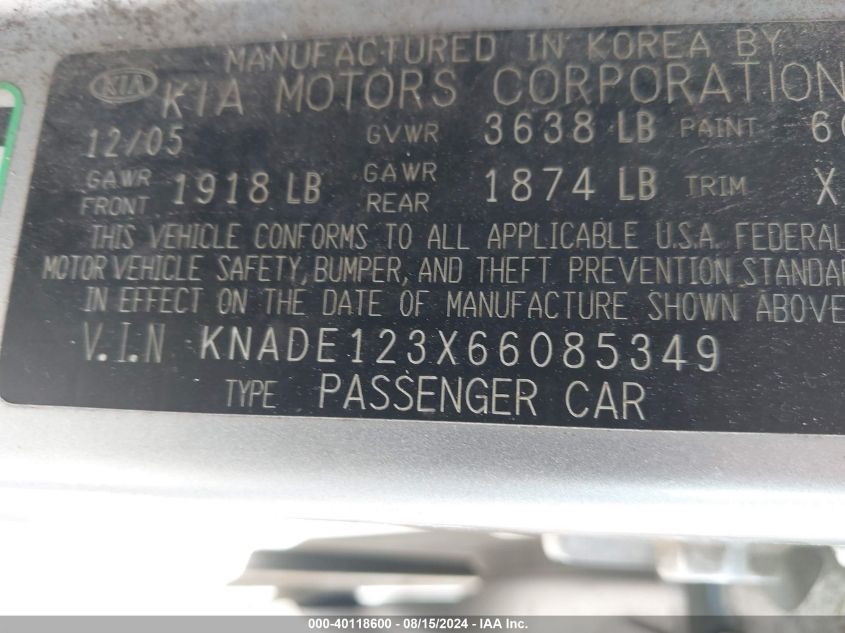 MANUFACTURED IN KOREA BY
KIA KIA MOTORS CORPORATION
12/05 GVWR 3638 LB PAINT
GAWR FRONT 1918 LB GAWR REAR 1874 LB TRIM X
THIS VEHICLE CONFORMS TO ALL APPLICABLE U.S.A. FEDERAL
MOTOR VEHICLE SAFETY, BUMPER, AND THEFT PREVENTION
IN EFFECT ON THE DATE OF MANUFACTURE SHOWN ABOVE
V.I.N KNADE123X66085349
TYPE PASSENGER CAR
000-40118600 - 08/15/2024 - IAA Inc.